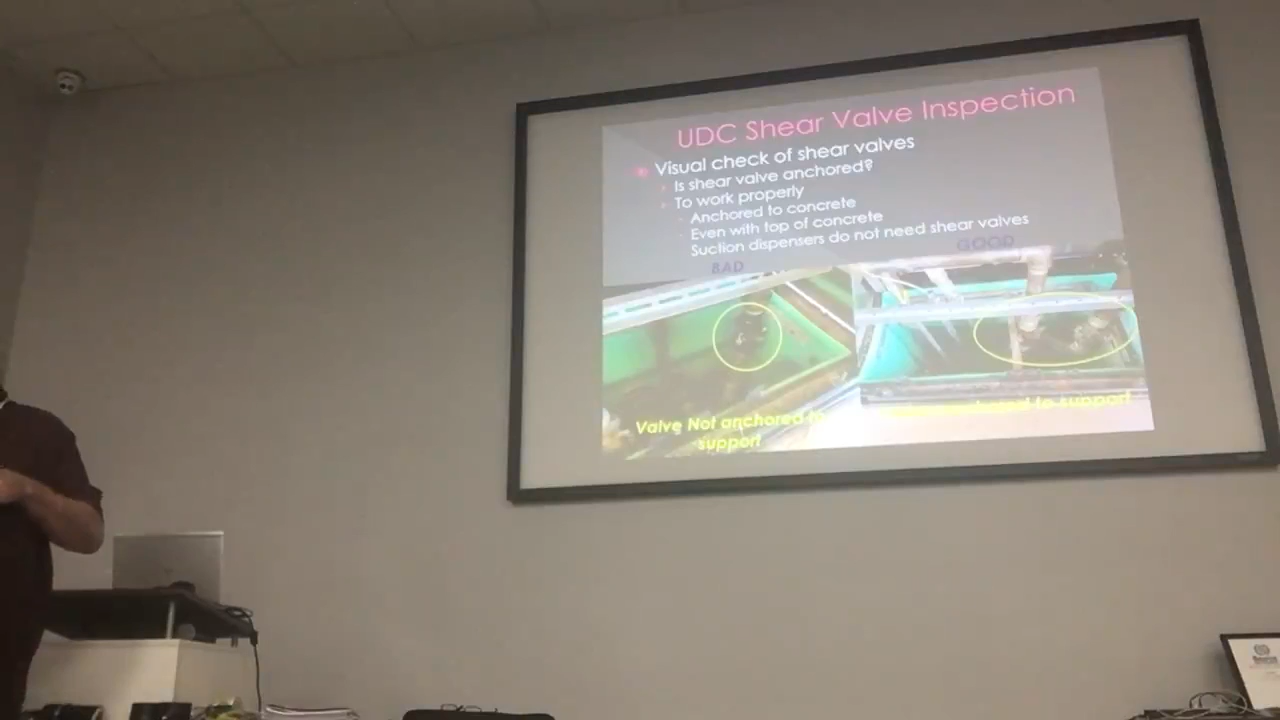 UDC Shear Valve Inspection
Visual check of shear valves
Is shear valve anchored?
To work properly
Anchored to concrete
Even with top of concrete
Suction dispensers do not need shear valves
BAD
GOOD
Valve Not anchored to
support
to support